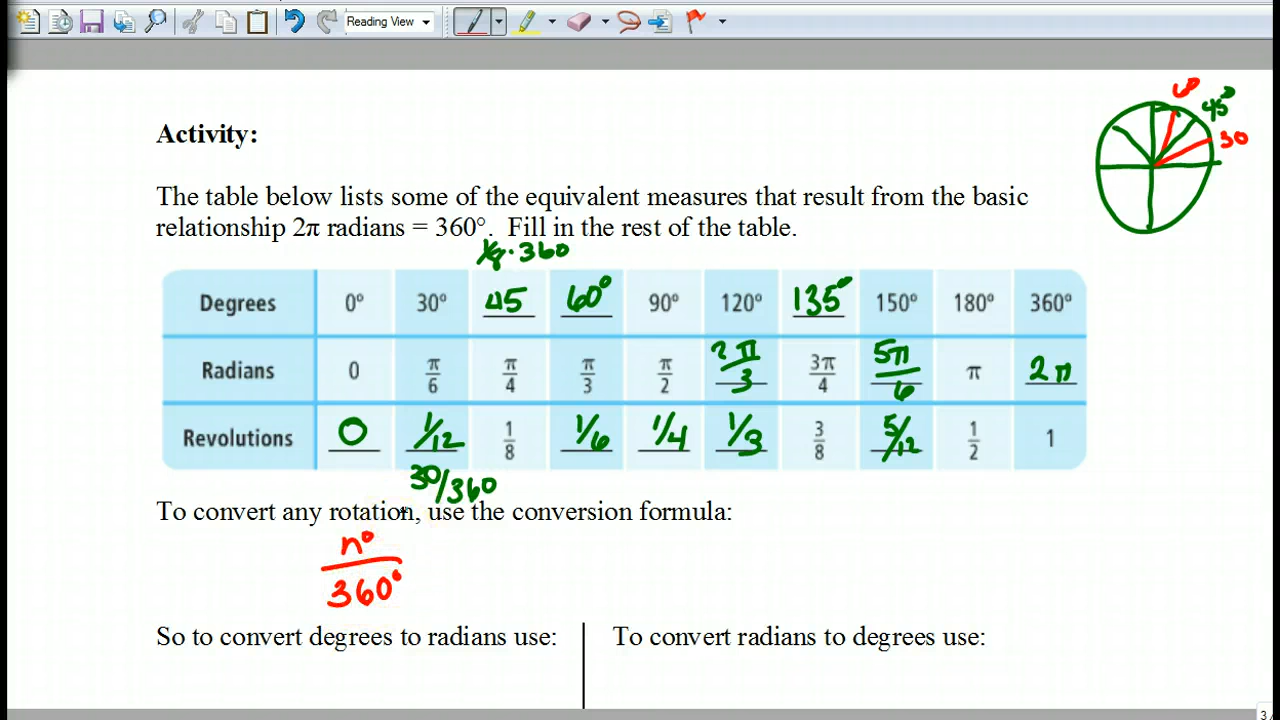 Reading View
60°
45°
30
Activity:
The table below lists some of the equivalent measures that result from the basic
relationship 2π radians = 360°. Fill in the rest of the table.
1/8 · 360
Degrees 0° 30° 45 60° 90° 120° 135° 150° 180° 360°
Radians 0 π/6 π/4 π/3 π/2 2π/3 3π/4 5π/6 π 2π
Revolutions 0 1/12 1/8 1/6 1/4 1/3 3/8 5/12 1/2 1
30/360
To convert any rotation, use the conversion formula:
n°
360°
So to convert degrees to radians use:
To convert radians to degrees use:
3